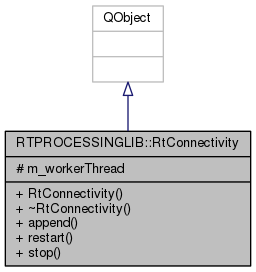 QObject
RTPROCESSINGLIB::RtConnectivity
# m_workerThread
+ RtConnectivity()
+ ~RtConnectivity()
+ append()
+ restart()
+ stop()